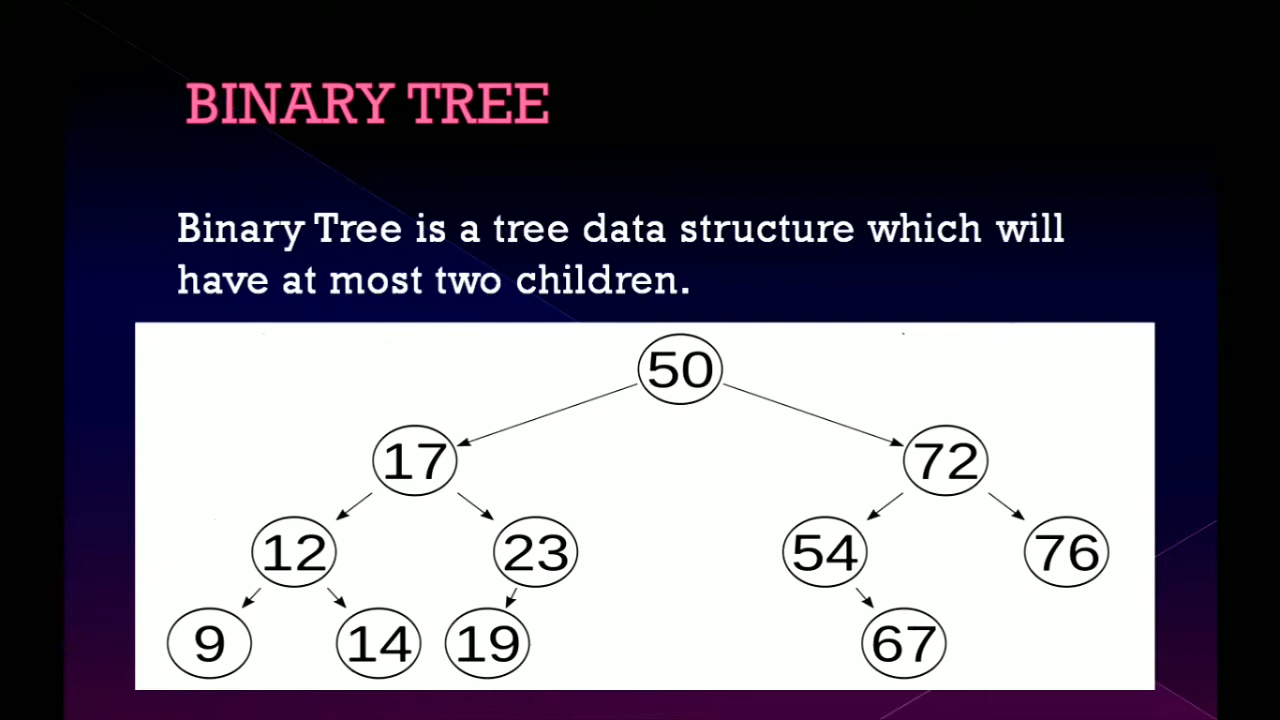 BINARY TREE
Binary Tree is a tree data structure which will
have at most two children.
50
17 72
12 23 54 76
9 14 19 67